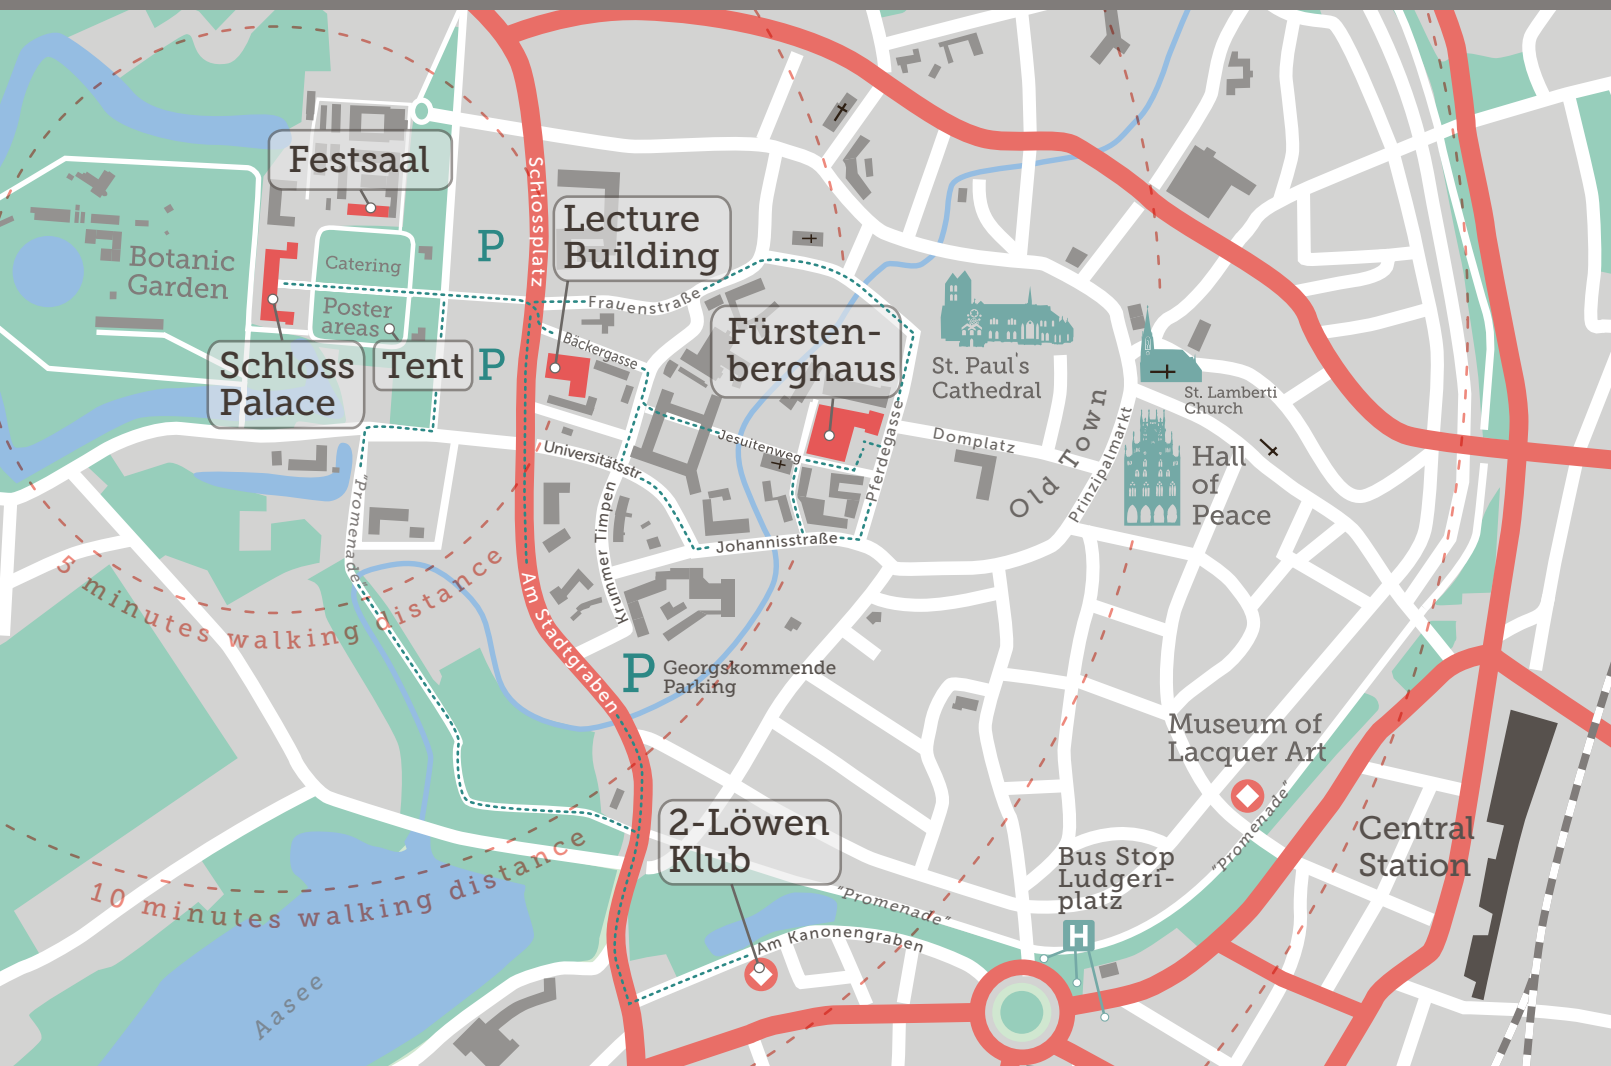 Festsaal
Schlossplatz
Lecture
Building
P
Botanic
Garden
Catering
Poster
areas
Frauenstraße
Fürsten-
berghaus
Bäckergasse
P
Schloss
Palace
Tent
St. Paul's
Cathedral
St. Lamberti
Church
Old Town
Prinzipalmarkt
Pferdegasse
Domplatz
Jesuitenweg
Universitätsstr.
Hall
of
Peace
"promenade"
Krummer Timpen
Johannisstraße
5 minutes walking distance
Am Stadtgraben
P
Georgskommende
Parking
Museum of
Lacquer Art
"Promenade"
Central
Station
2-Löwen
Klub
Bus Stop
Ludgeri-
platz
H
"Promenade"
Am Kanonengraben
10 minutes walking distance
Aasee